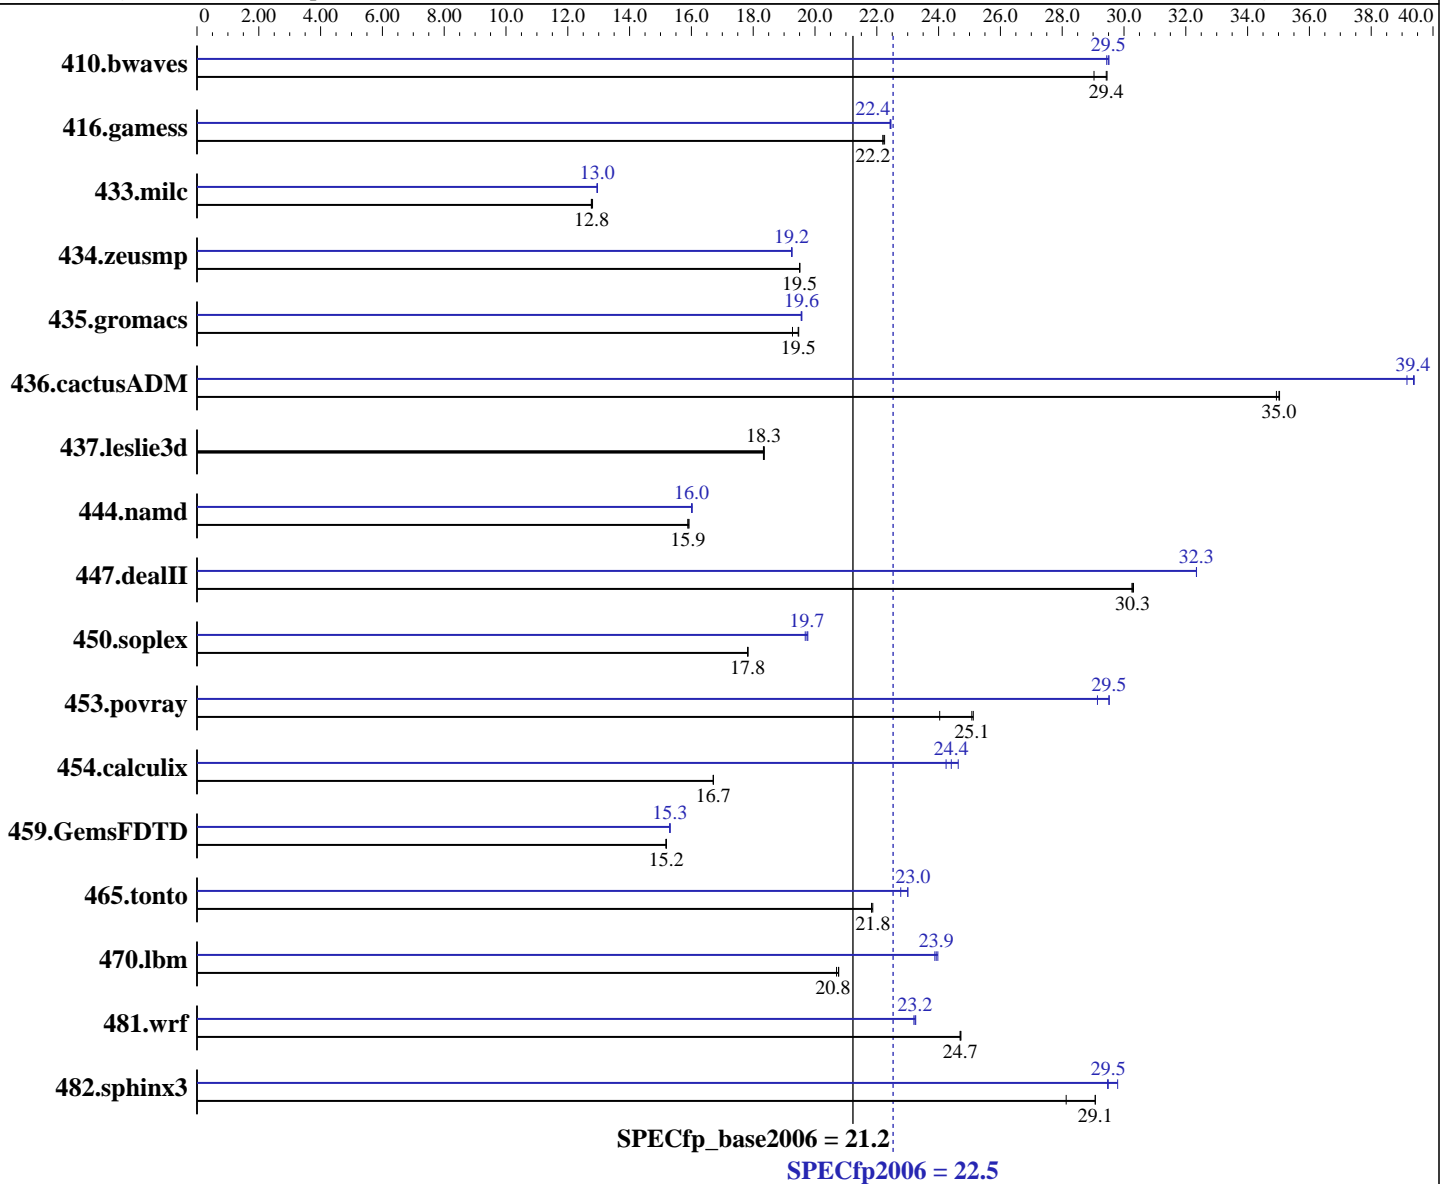 0 2.00 4.00 6.00 8.00 10.0 12.0 14.0 16.0 18.0 20.0 22.0 24.0 26.0 28.0 30.0 32.0 34.0 36.0 38.0 40.0
29.5
410.bwaves
29.4
22.4
416.gamess
22.2
13.0
433.milc
12.8
19.2
434.zeusmp
19.5
19.6
435.gromacs
19.5
39.4
436.cactusADM
35.0
18.3
437.leslie3d
16.0
444.namd
15.9
32.3
447.dealII
30.3
19.7
450.soplex
17.8
29.5
453.povray
25.1
24.4
454.calculix
16.7
15.3
459.GemsFDTD
15.2
23.0
465.tonto
21.8
23.9
470.lbm
20.8
23.2
481.wrf
24.7
29.5
482.sphinx3
29.1
SPECfp_base2006 = 21.2
SPECfp2006 = 22.5